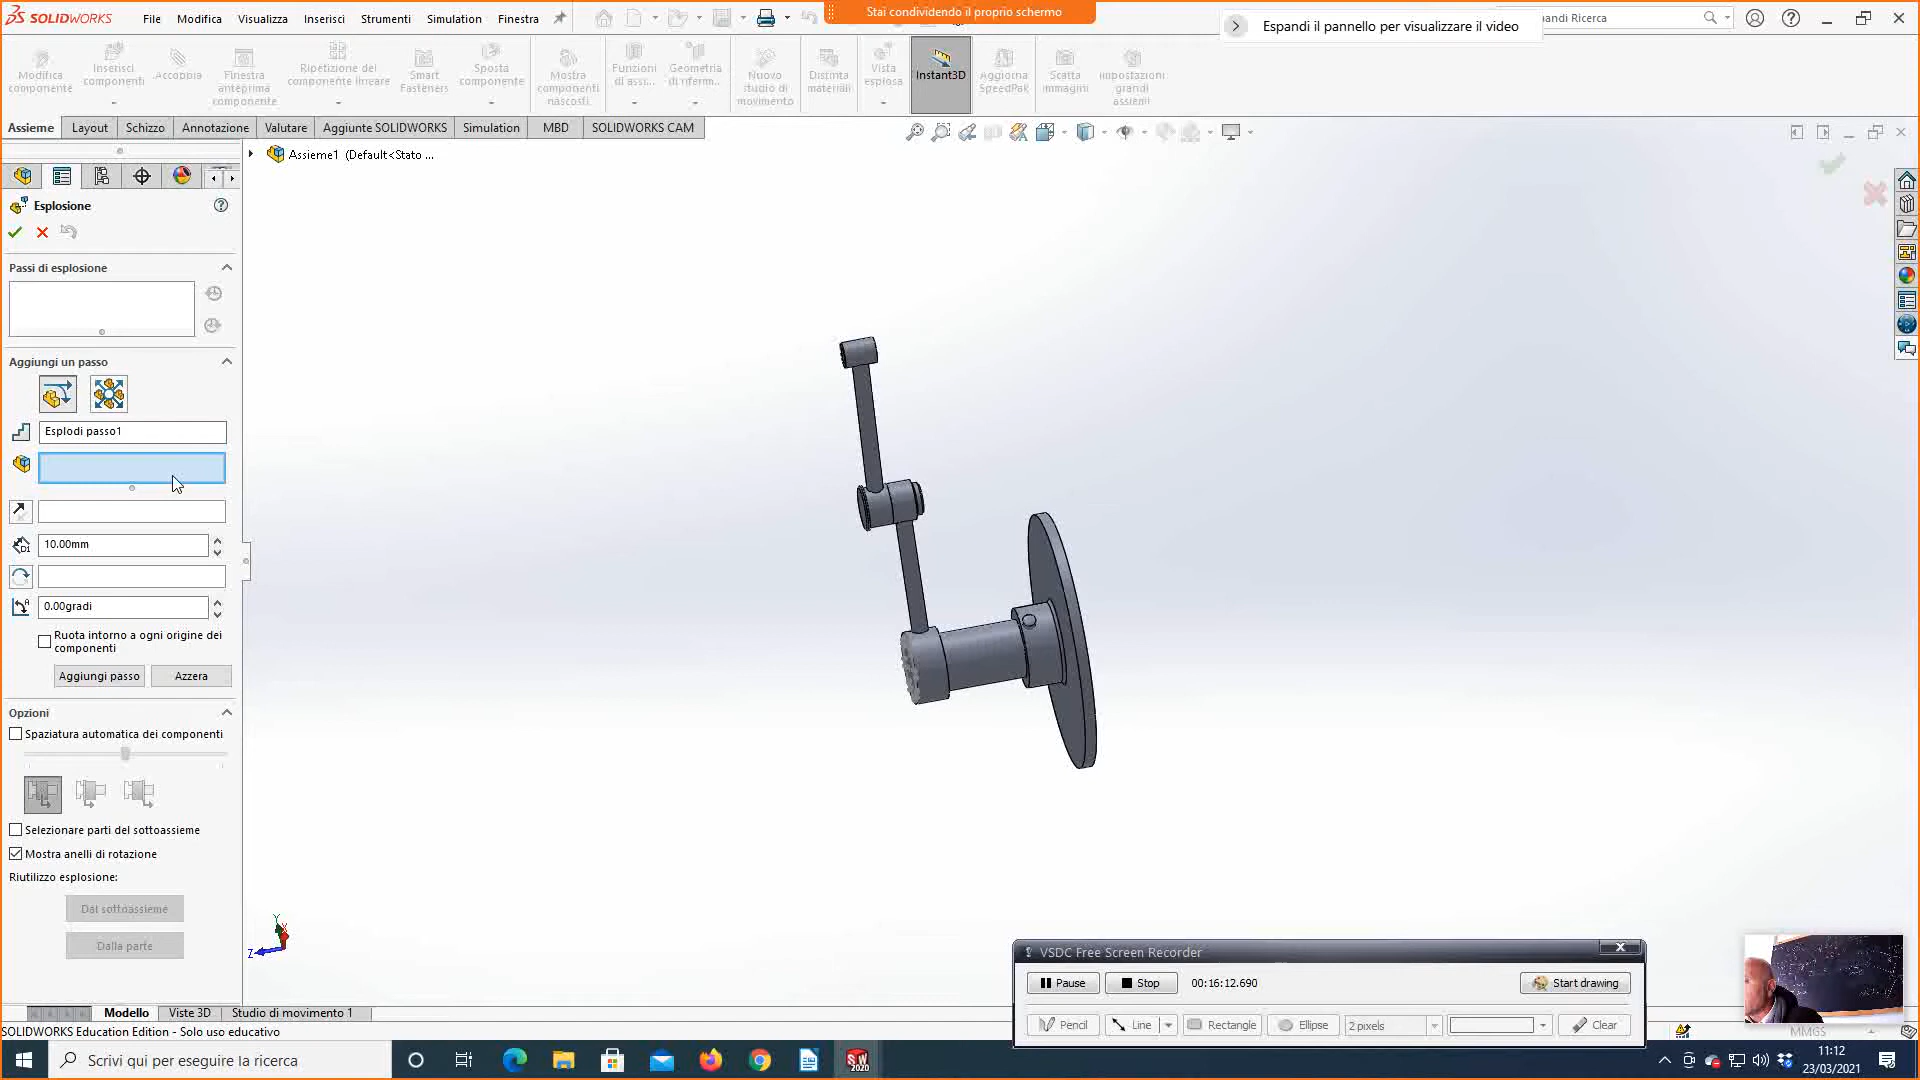 SOLIDWORKS
File
Modifica
Visualizza
Inserisci
Strumenti
Simulation
Finestra
Stai condividendo il proprio schermo
Espandi il pannello per visualizzare il video
andi Ricerca
Modifica componente
Inserisci componenti
Accoppia
Finestra anteprima componente
Ripetizione del componente lineare
Smart Fasteners
Sposta componente
Mostra componenti nascosti.
Funzioni di assi...
Geometria di riferim...
Nuovo studio di movimento
Distinta materiali
Vista esplosa
Instant3D
Aggiorna SpeedPak
Scatta immagini
Impostazioni grandi assiemi
Assieme
Layout
Schizzo
Annotazione
Valutare
Aggiunte SOLIDWORKS
Simulation
MBD
SOLIDWORKS CAM
Assieme1 (Default<Stato ...
Esplosione
Passi di esplosione
Aggiungi un passo
Esplodi passo1
D1
10.00mm
0.00gradi
Ruota intorno a ogni origine dei
componenti
Aggiungi passo
Azzera
Opzioni
Spaziatura automatica dei componenti
Selezionare parti del sottoassieme
Mostra anelli di rotazione
Riutilizzo esplosione:
Dal sottoassieme
Dalla parte
Y
X
Z
VSDC Free Screen Recorder
Pause
Stop
00:16:12.690
Start drawing
Pencil
Line
Rectangle
Ellipse
2 pixels
Clear
Modello
Viste 3D
Studio di movimento 1
SOLIDWORKS Education Edition - Solo uso educativo
MMGS
Scrivi qui per eseguire la ricerca
SW
2020
11:12
23/03/2021